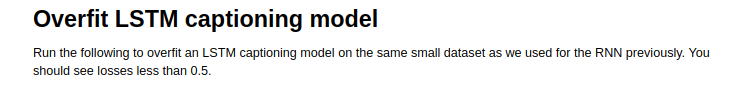 Overfit LSTM captioning model
Run the following to overfit an LSTM captioning model on the same small dataset as we used for the RNN previously. You
should see losses less than 0.5.